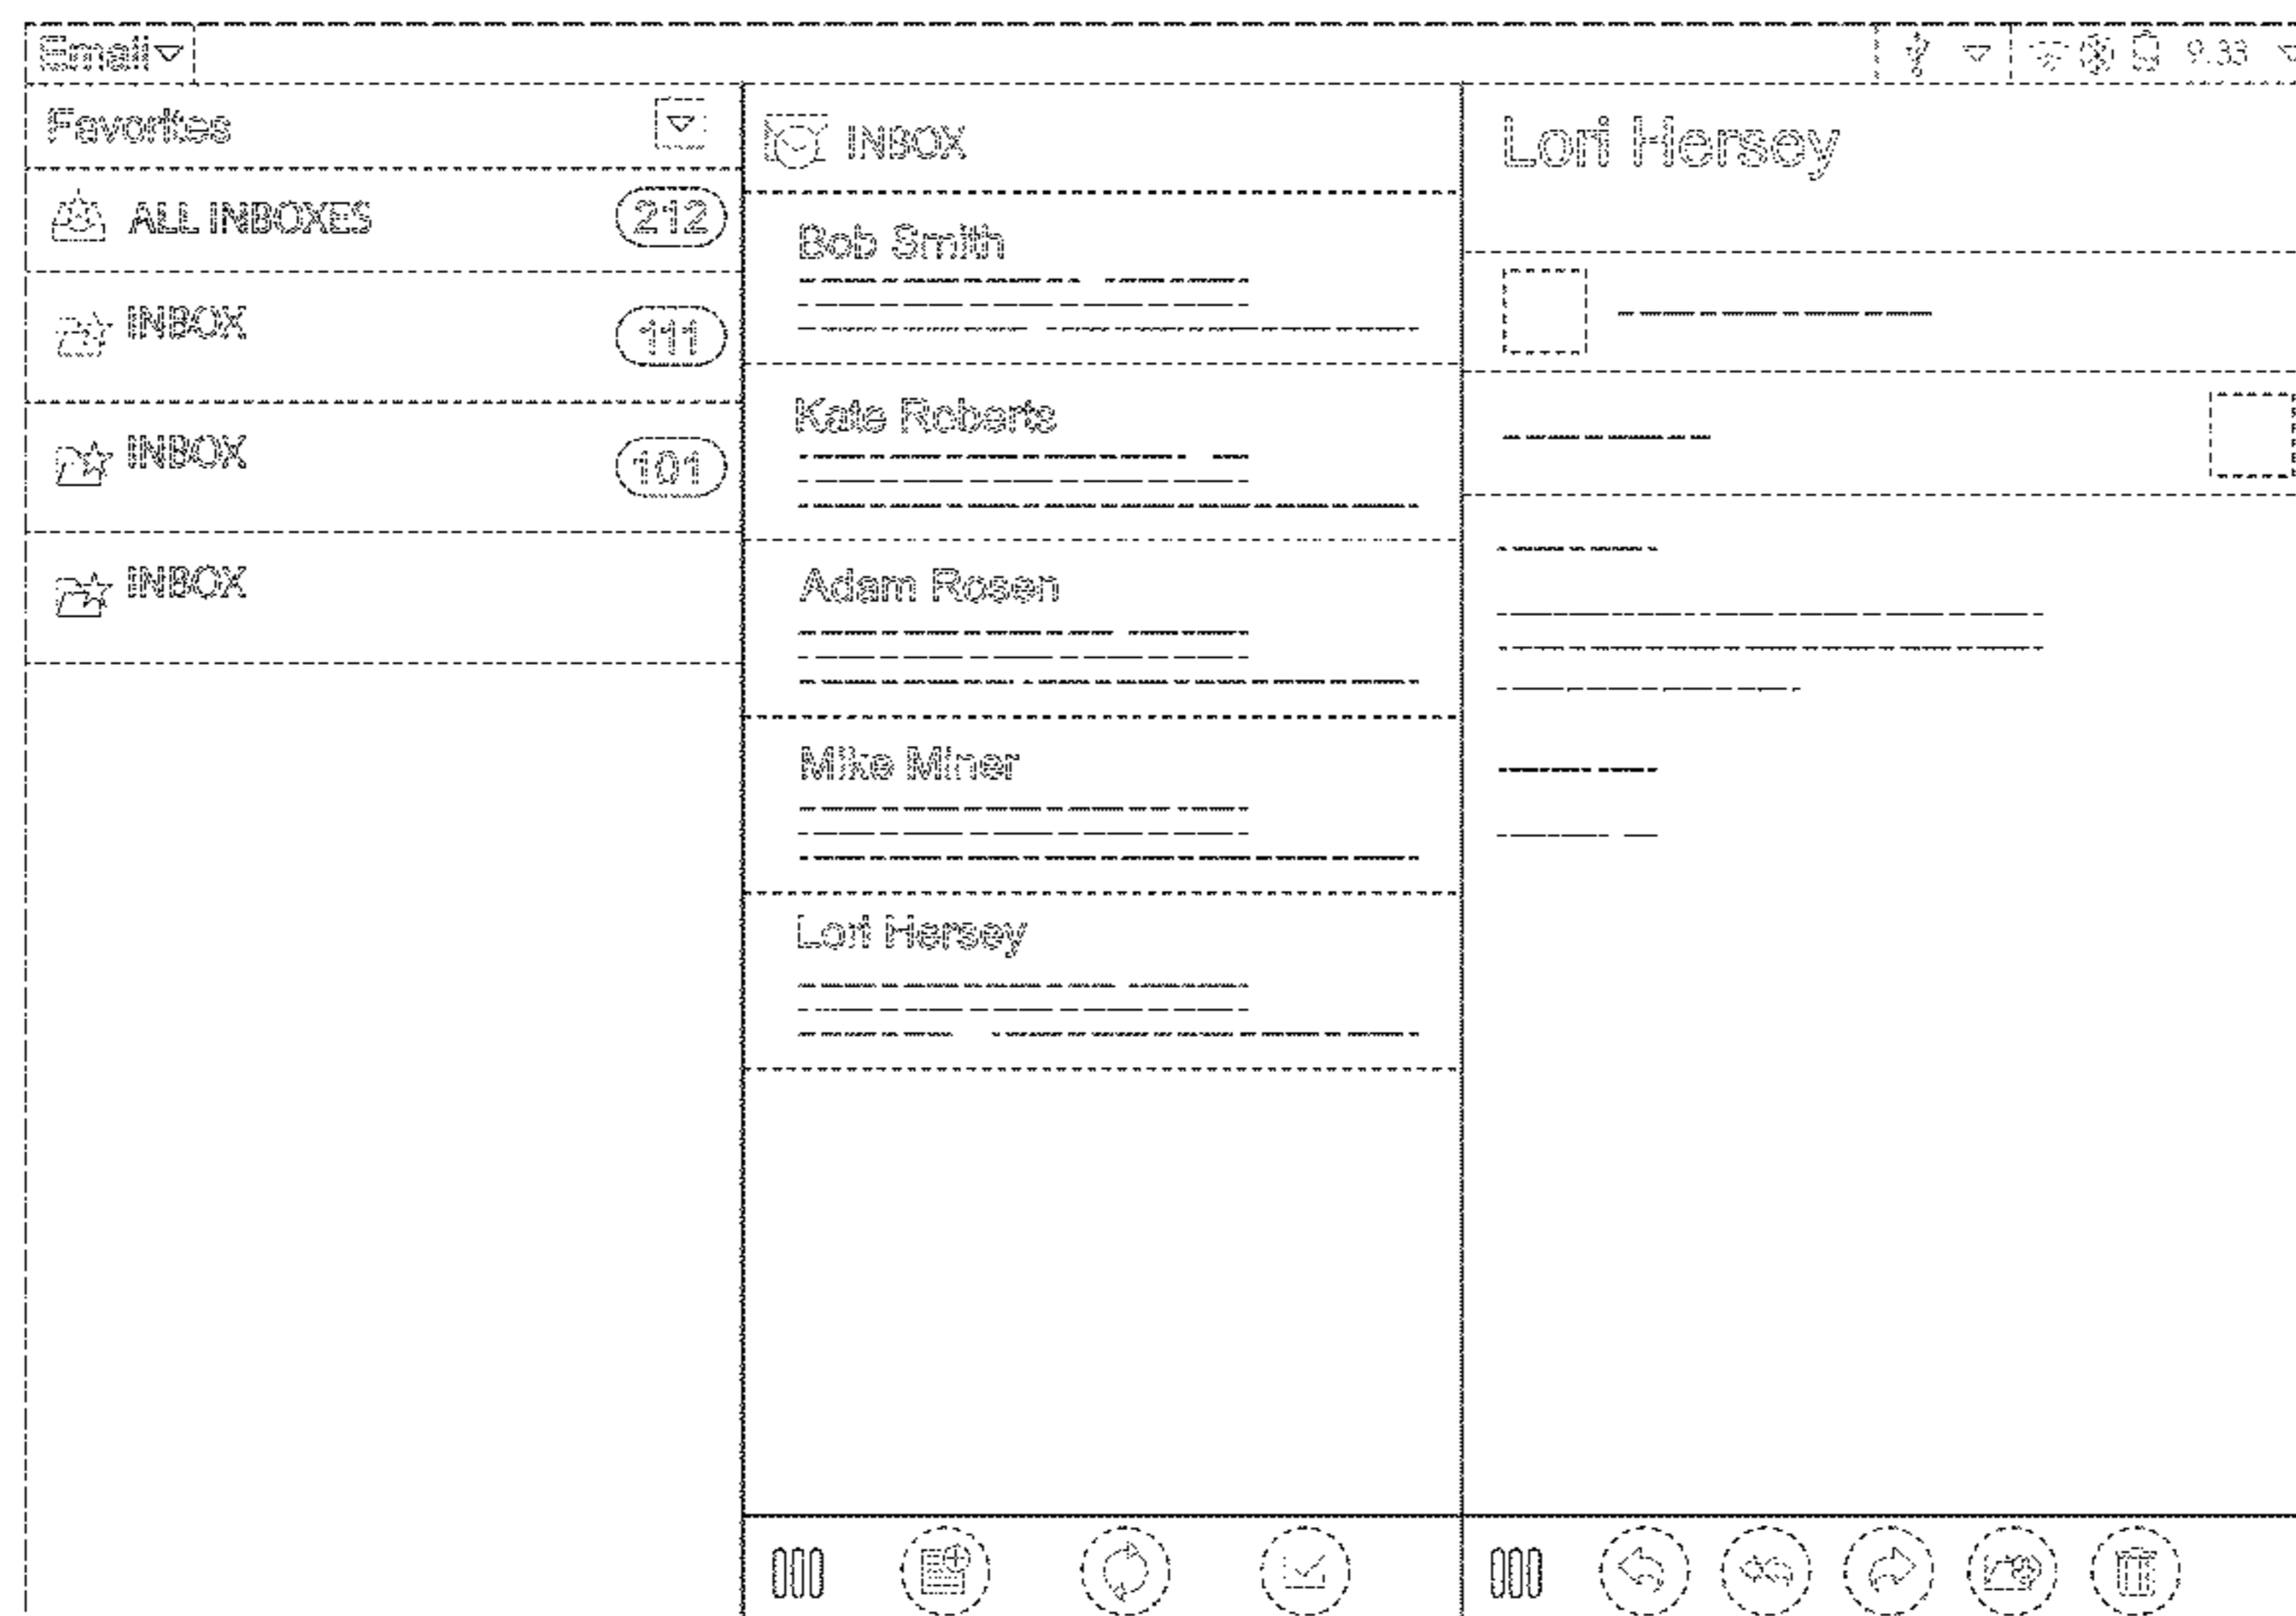 Email
9:33
Favorites
ALL INBOXES 212
INBOX 111
INBOX 101
INBOX
INBOX
Bob Smith
Kate Roberts
Adam Rosen
Mike Miner
Lori Hersey
Lori Hersey